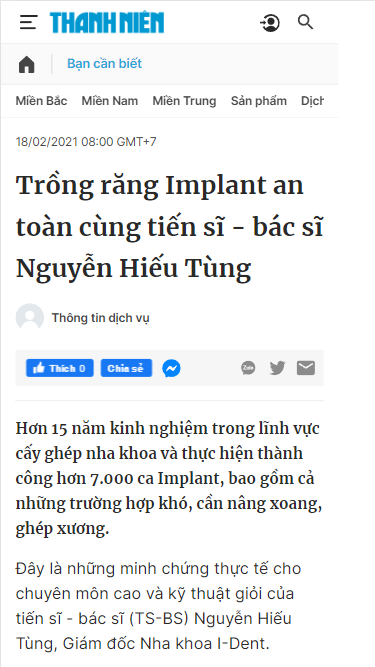 THANH NIÊN
Bạn cần biết
Miền Bắc Miền Nam Miền Trung Sản phẩm Dịch
18/02/2021 08:00 GMT+7
Trồng răng Implant an
toàn cùng tiến sĩ - bác sĩ
Nguyễn Hiếu Tùng
Thông tin dịch vụ
Thích 0 Chia sẻ Zalo
Hơn 15 năm kinh nghiệm trong lĩnh vực
cấy ghép nha khoa và thực hiện thành
công hơn 7.000 ca Implant, bao gồm cả
những trường hợp khó, cần nâng xoang,
ghép xương.
Đây là những minh chứng thực tế cho
chuyên môn cao và kỹ thuật giỏi của
tiến sĩ - bác sĩ (TS-BS) Nguyễn Hiếu
Tùng, Giám đốc Nha khoa I-Dent.